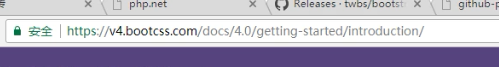 php.net
Releases · twbs/bootst
github-p
安全
https://v4.bootcss.com/docs/4.0/getting-started/introduction/